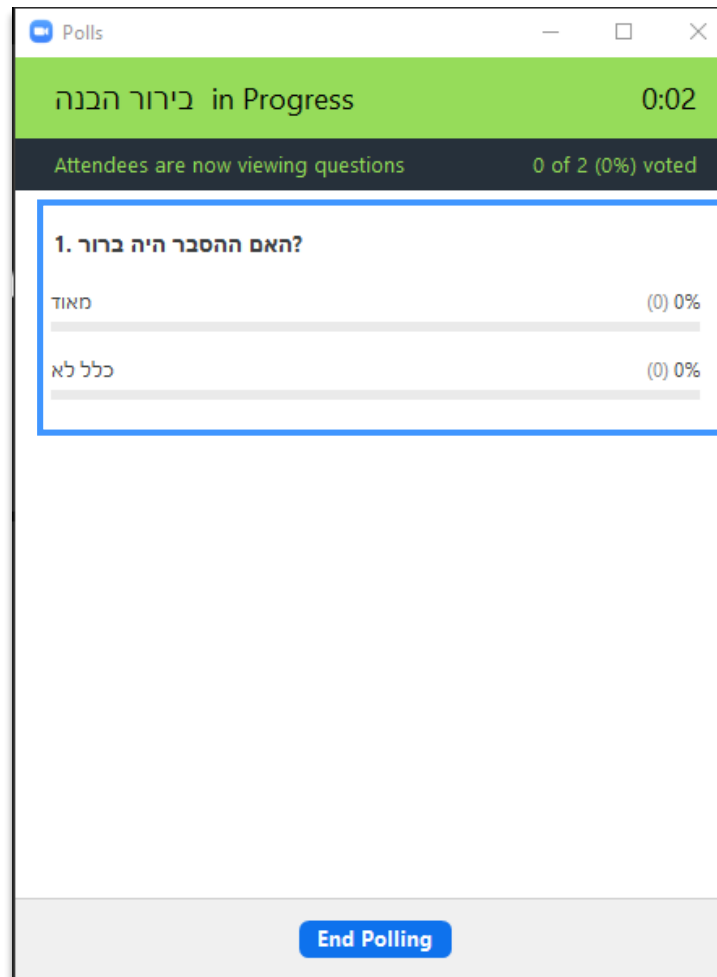 Polls
בירור הבנה in Progress 0:02
Attendees are now viewing questions 0 of 2 (0%) voted
1. האם ההסבר היה ברור?
מאוד (0) 0%
כלל לא (0) 0%
End Polling